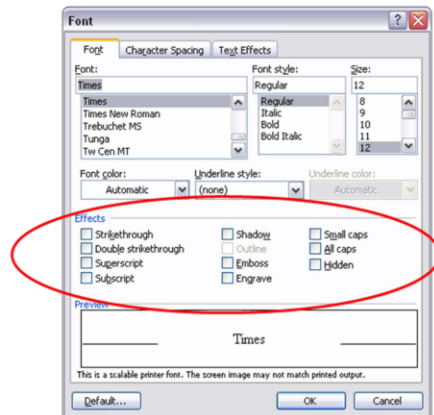 Font
Font Character Spacing Text Effects
Font: Font style: Size:
Times Regular 12
Times Regular 8
Times New Roman Italic 9
Trebuchet MS Bold 10
Tunga Bold Italic 11
Tw Cen MT 12
Font color: Underline style: Underline color:
Automatic (none) Automatic
Effects
Strikethrough Shadow Small caps
Double strikethrough Outline All caps
Superscript Emboss Hidden
Subscript Engrave
Preview
Times
This is a scalable printer font. The screen image may not match printed output.
Default... OK Cancel